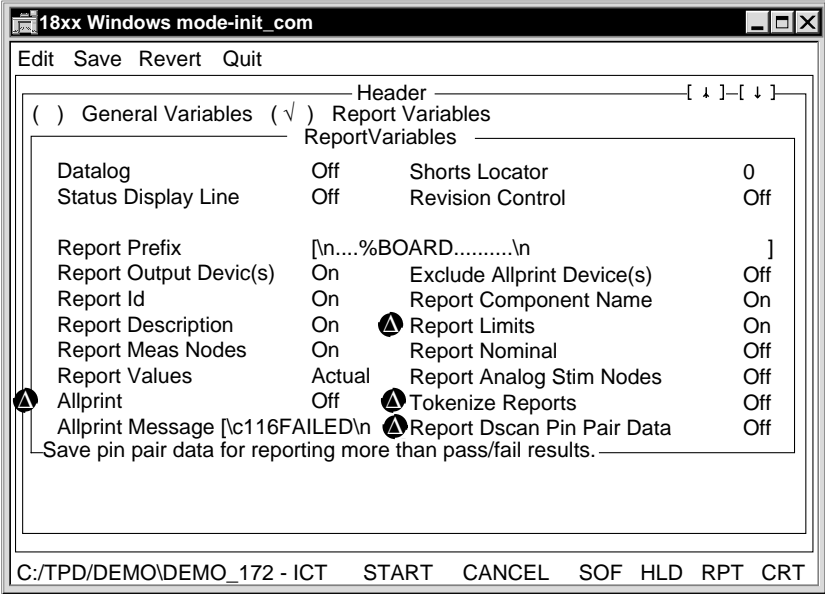 18xx Windows mode-init_com
Edit Save Revert Quit
Header [ ↓ ]–[ ↓ ]
( ) General Variables ( √ ) Report Variables
ReportVariables
Datalog Off Shorts Locator 0
Status Display Line Off Revision Control Off
Report Prefix [\n....%BOARD..........\n ]
Report Output Devic(s) On Exclude Allprint Device(s) Off
Report Id On Report Component Name On
Report Description On Δ Report Limits On
Report Meas Nodes On Report Nominal Off
Report Values Actual Report Analog Stim Nodes Off
Δ Allprint Off Δ Tokenize Reports Off
Allprint Message [\c116FAILED\n Δ Report Dscan Pin Pair Data Off
Save pin pair data for reporting more than pass/fail results.
C:/TPD/DEMO\DEMO_172 - ICT START CANCEL SOF HLD RPT CRT